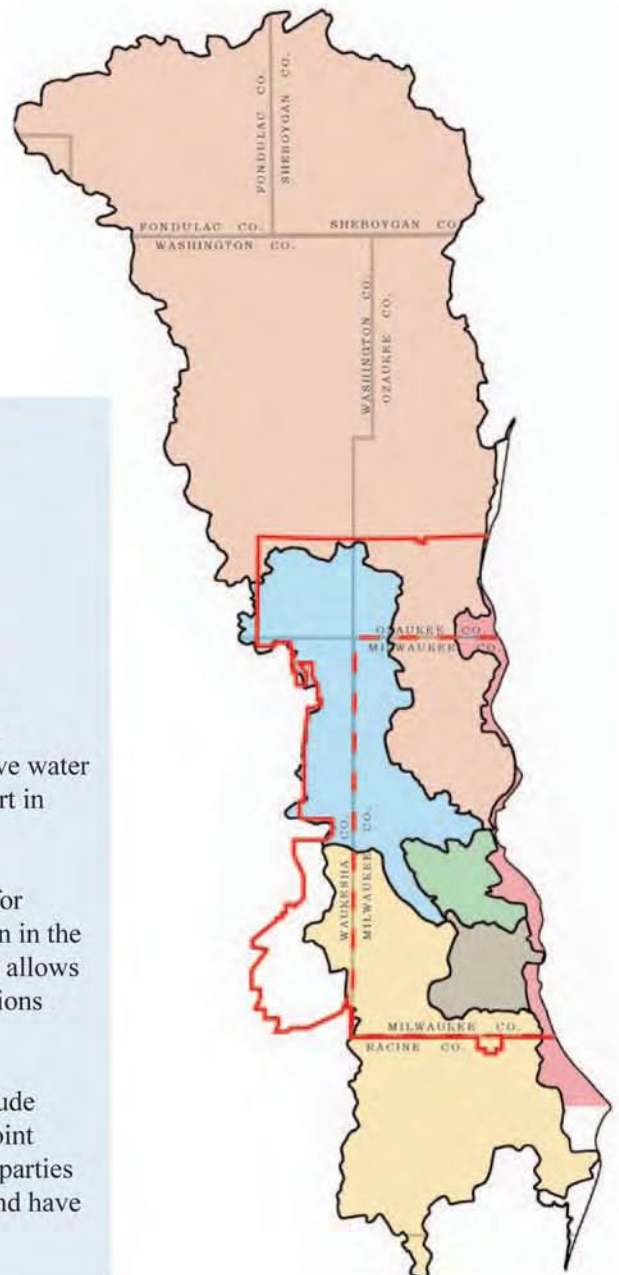 FONDULAC CO.
SHEBOYGAN CO.
FONDULAC CO.
SHEBOYGAN CO.
WASHINGTON CO.
WASHINGTON CO.
OZAUKEE CO.
OZAUKEE CO.
MILWAUKEE CO.
WAUKESHA CO.
MILWAUKEE CO.
MILWAUKEE CO.
RACINE CO.
ve water
rt in
for
n in the
allows
ions
ude
oint
parties
nd have